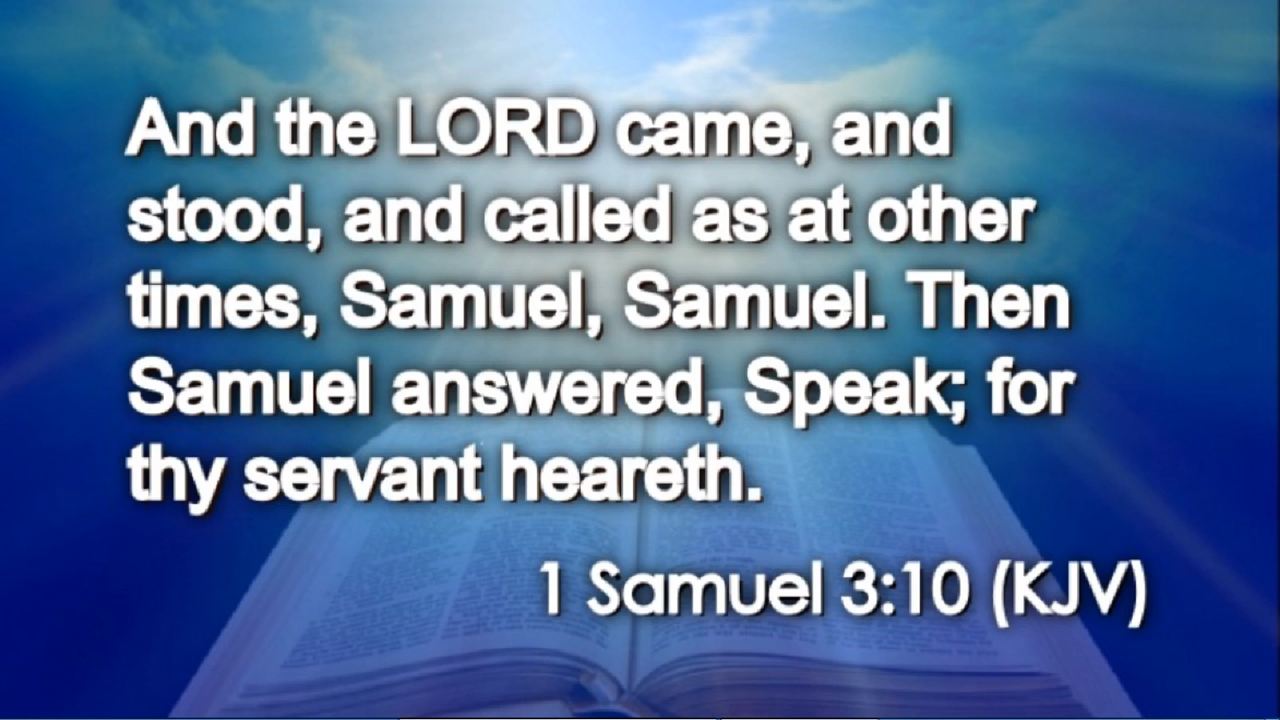 And the LORD came, and
stood, and called as at other
times, Samuel, Samuel. Then
Samuel answered, Speak; for
thy servant heareth.
1 Samuel 3:10 (KJV)